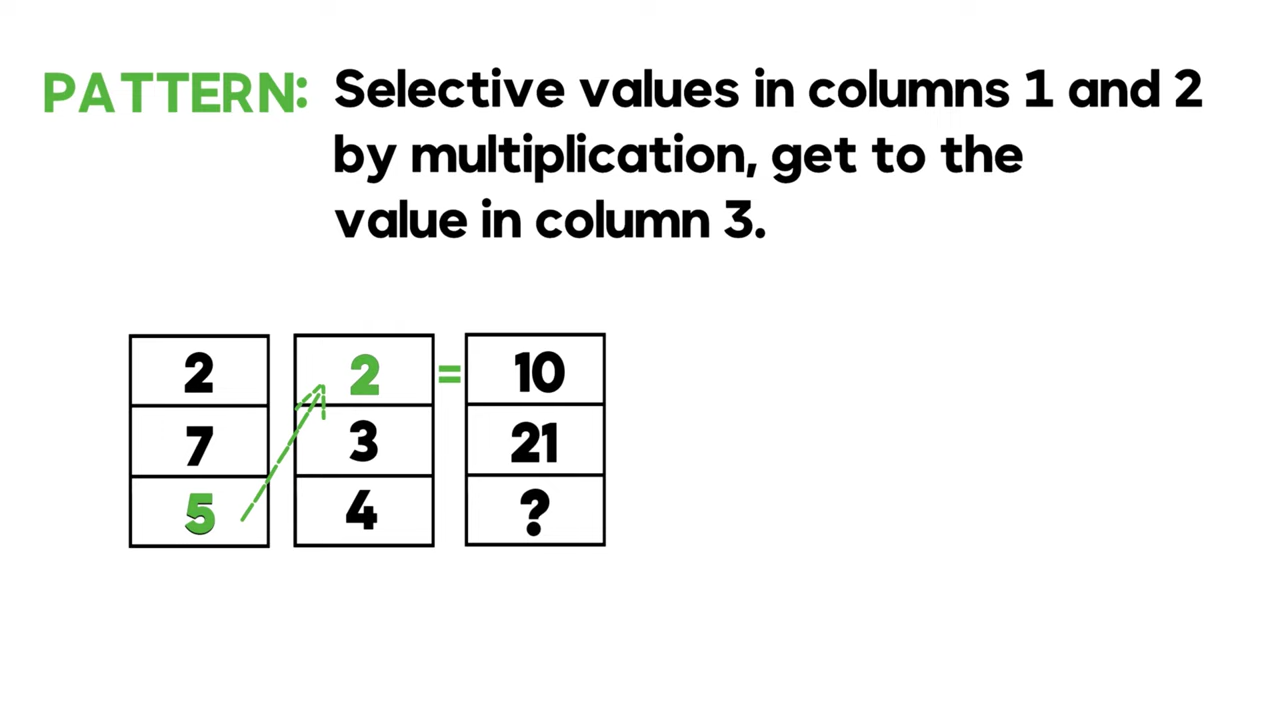 PATTERN: Selective values in columns 1 and 2
by multiplication, get to the
value in column 3.
2 2 = 10
7 3 21
5 4 ?